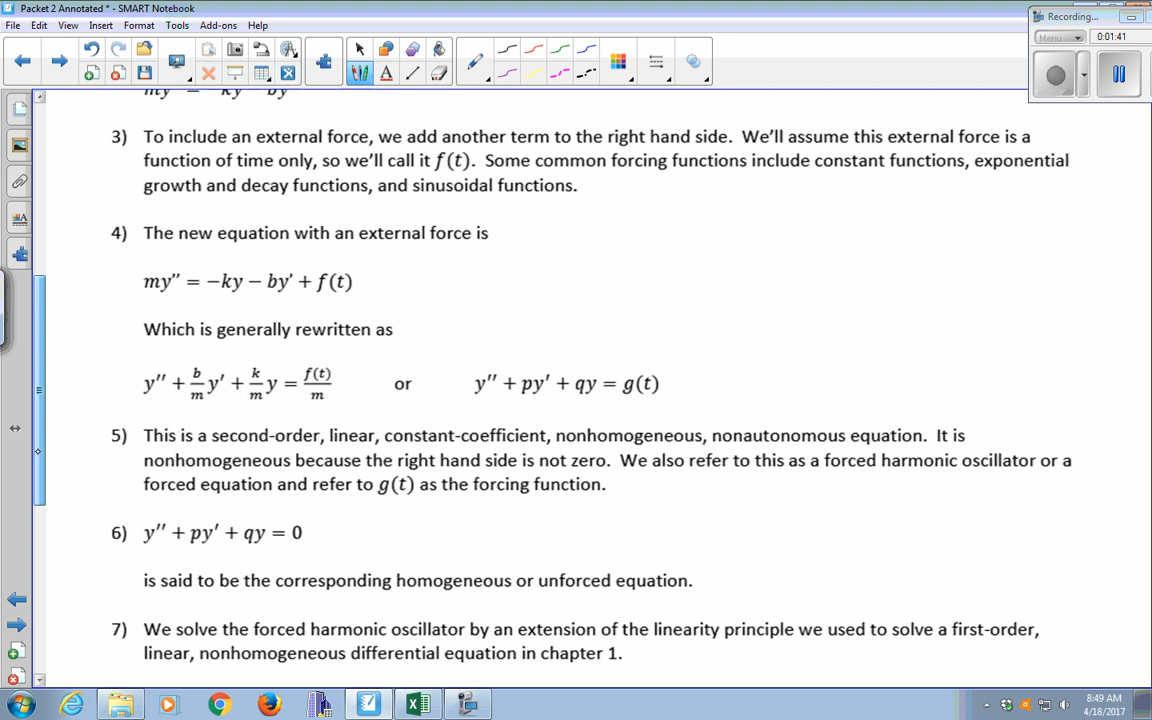 Packet 2 Annotated * - SMART Notebook
File Edit View Insert Format Tools Add-ons Help
Recording...
Menu
0:01:41
my = ky by
3) To include an external force, we add another term to the right hand side. We'll assume this external force is a
function of time only, so we'll call it f(t). Some common forcing functions include constant functions, exponential
growth and decay functions, and sinusoidal functions.
4) The new equation with an external force is
my'' = −ky − by' + f(t)
Which is generally rewritten as
y'' + b/m y' + k/m y = f(t)/m or y'' + py' + qy = g(t)
5) This is a second-order, linear, constant-coefficient, nonhomogeneous, nonautonomous equation. It is
nonhomogeneous because the right hand side is not zero. We also refer to this as a forced harmonic oscillator or a
forced equation and refer to g(t) as the forcing function.
6) y'' + py' + qy = 0
is said to be the corresponding homogeneous or unforced equation.
7) We solve the forced harmonic oscillator by an extension of the linearity principle we used to solve a first-order,
linear, nonhomogeneous differential equation in chapter 1.
8:49 AM
4/18/2017